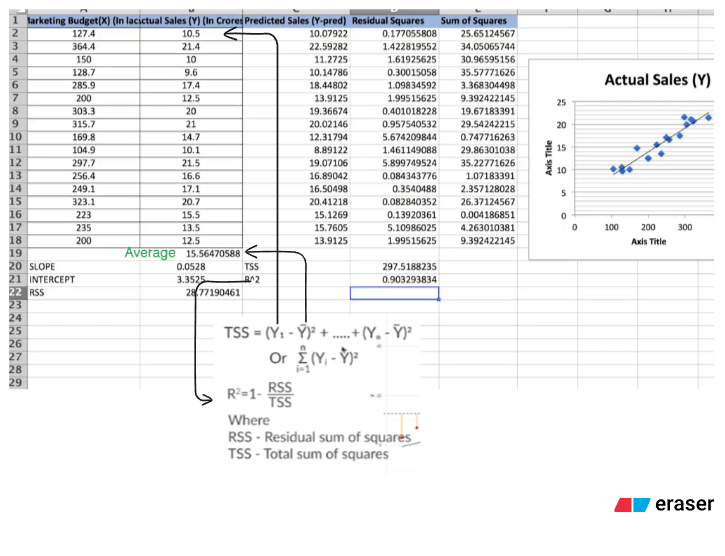 1 Marketing Budget(X) (In lac Actual Sales (Y) (In Crores Predicted Sales (Y-pred) Residual Squares Sum of Squares
2 127.4 10.5 10.07922 0.177055808 25.65124567
3 364.4 21.4 22.59282 1.422819552 34.05065744
4 150 10 11.2725 1.61925625 30.96595156
5 128.7 9.6 10.14786 0.30015058 35.57771626
6 285.9 17.4 18.44802 1.09834592 3.368304498
7 200 12.5 13.9125 1.99515625 9.392422145
8 303.3 20 19.36674 0.401018228 19.67183391
9 315.7 21 20.02146 0.957540532 29.54242215
10 169.8 14.7 12.31794 5.674209844 0.747716263
11 104.9 10.1 8.89122 1.461149088 29.86301038
12 297.7 21.5 19.07106 5.899749524 35.22771626
13 256.4 16.6 16.89042 0.084343776 1.07183391
14 249.1 17.1 16.50498 0.3540488 2.357128028
15 323.1 20.7 20.41218 0.082840352 26.37124567
16 223 15.5 15.1269 0.13920361 0.004186851
17 235 13.5 15.7605 5.10986025 4.263010381
18 200 12.5 13.9125 1.99515625 9.392422145
19 Average 15.56470588
20 SLOPE 0.0528 TSS 297.5188235
21 INTERCEPT 3.3525 R^2 0.903293834
22 RSS 28.77190461
23
24
25
26
27
28
29
Actual Sales (Y)
25
20
15
10
5
0
Axis Title
0 100 200 300
Axis Title
TSS = (Y₁ - Ȳ)² + .....+ (Yₙ - Ȳ)²
Or n Σ i=1 (Yᵢ - Ȳ)²
R²=1- RSS
TSS
Where
RSS - Residual sum of squares
TSS - Total sum of squares
eraser